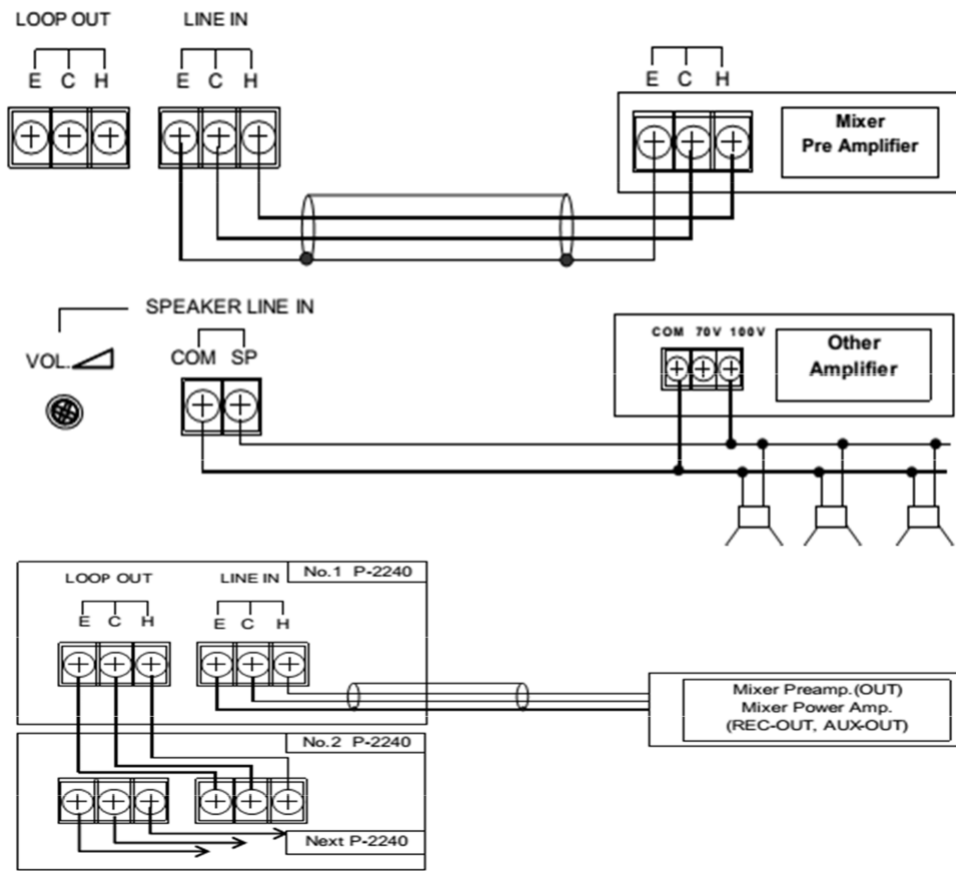 LOOP OUT LINE IN
E C H E C H E C H
Mixer
Pre Amplifier
SPEAKER LINE IN
VOL. COM SP
COM 70V 100V
Other
Amplifier
No.1 P-2240
LOOP OUT LINE IN
E C H E C H
Mixer Preamp.(OUT)
Mixer Power Amp.
(REC-OUT, AUX-OUT)
No.2 P-2240
Next P-2240